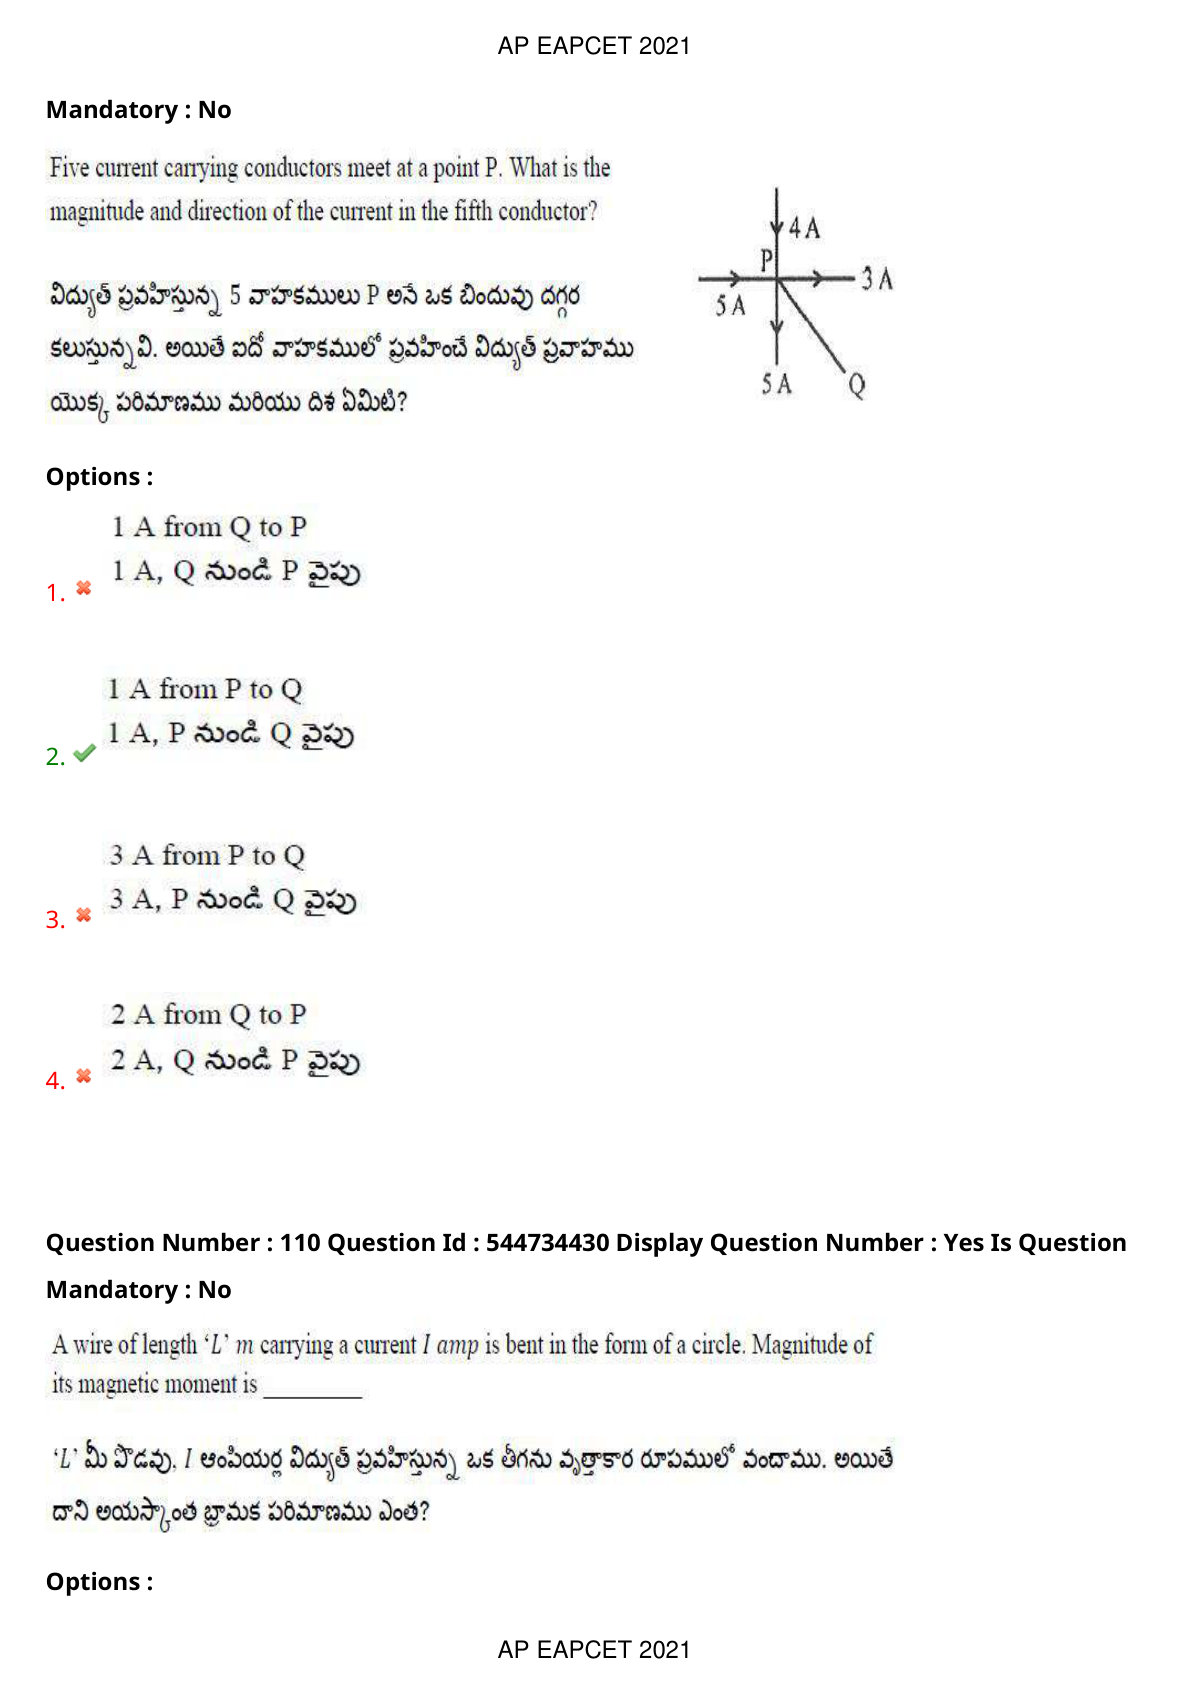 AP EAPCET 2021
Mandatory : No
Five current carrying conductors meet at a point P. What is the
magnitude and direction of the current in the fifth conductor?
4 A
P
3 A
5 A
5 A
Q
విద్యుత్ ప్రవహిస్తున్న 5 వాహకములు P అనే ఒక బిందువు దగ్గర
కలుస్తున్నవి. అయితే ఐదో వాహకములో ప్రవహించే విద్యుత్ ప్రవాహము
యొక్క పరిమాణము మరియు దిశ ఏమిటి?
Options :
1 A from Q to P
1 A, Q నుండి P వైపు
1.
1 A from P to Q
1 A, P నుండి Q వైపు
2.
3 A from P to Q
3 A, P నుండి Q వైపు
3.
2 A from Q to P
2 A, Q నుండి P వైపు
4.
Question Number : 110 Question Id : 544734430 Display Question Number : Yes Is Question
Mandatory : No
A wire of length ‘L’ m carrying a current I amp is bent in the form of a circle. Magnitude of
its magnetic moment is _________
‘L’ మీ పొడవు, I ఆంపియర్ల విద్యుత్ ప్రవహిస్తున్న ఒక తీగను వృత్తాకార రూపములో వందాము. అయితే
దాని అయస్కాంత భ్రామక పరిమాణము ఎంత?
Options :
AP EAPCET 2021